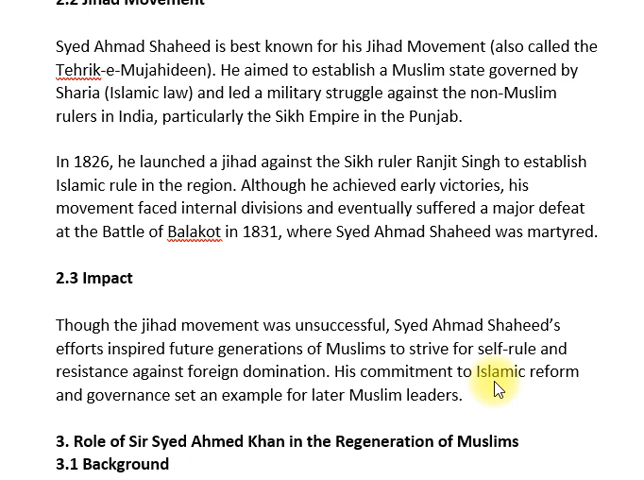 2.2 Jihad Movement
Syed Ahmad Shaheed is best known for his Jihad Movement (also called the
Tehrik-e-Mujahideen). He aimed to establish a Muslim state governed by
Sharia (Islamic law) and led a military struggle against the non-Muslim
rulers in India, particularly the Sikh Empire in the Punjab.
In 1826, he launched a jihad against the Sikh ruler Ranjit Singh to establish
Islamic rule in the region. Although he achieved early victories, his
movement faced internal divisions and eventually suffered a major defeat
at the Battle of Balakot in 1831, where Syed Ahmad Shaheed was martyred.
2.3 Impact
Though the jihad movement was unsuccessful, Syed Ahmad Shaheed’s
efforts inspired future generations of Muslims to strive for self-rule and
resistance against foreign domination. His commitment to Islamic reform
and governance set an example for later Muslim leaders.
3. Role of Sir Syed Ahmed Khan in the Regeneration of Muslims
3.1 Background